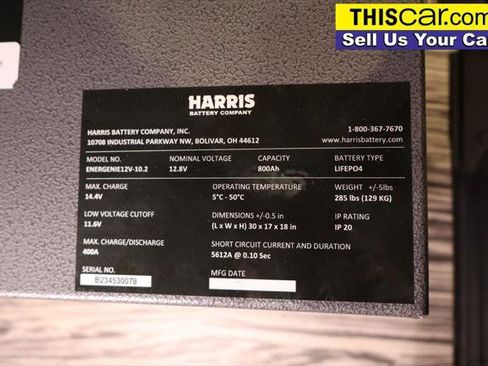 THISCar.com
Sell Us Your Car
HARRIS
BATTERY COMPANY
HARRIS BATTERY COMPANY, INC.
1-800-367-7670
10708 INDUSTRIAL PARKWAY NW, BOLIVAR, OH 44612
www.harrisbattery.com
MODEL NO. NOMINAL VOLTAGE CAPACITY BATTERY TYPE
ENERGENIE12V-10.2 12.8V 800Ah LIFEPO4
MAX. CHARGE OPERATING TEMPERATURE WEIGHT +/-5lbs
14.4V 5°C - 50°C 285 lbs (129 KG)
LOW VOLTAGE CUTOFF DIMENSIONS +/-0.5 in IP RATING
11.6V (L x W x H) 30 x 17 x 18 in IP 20
MAX. CHARGE/DISCHARGE SHORT CIRCUIT CURRENT AND DURATION
400A 5612A @ 0.10 Sec
SERIAL NO. MFG DATE
B234530076